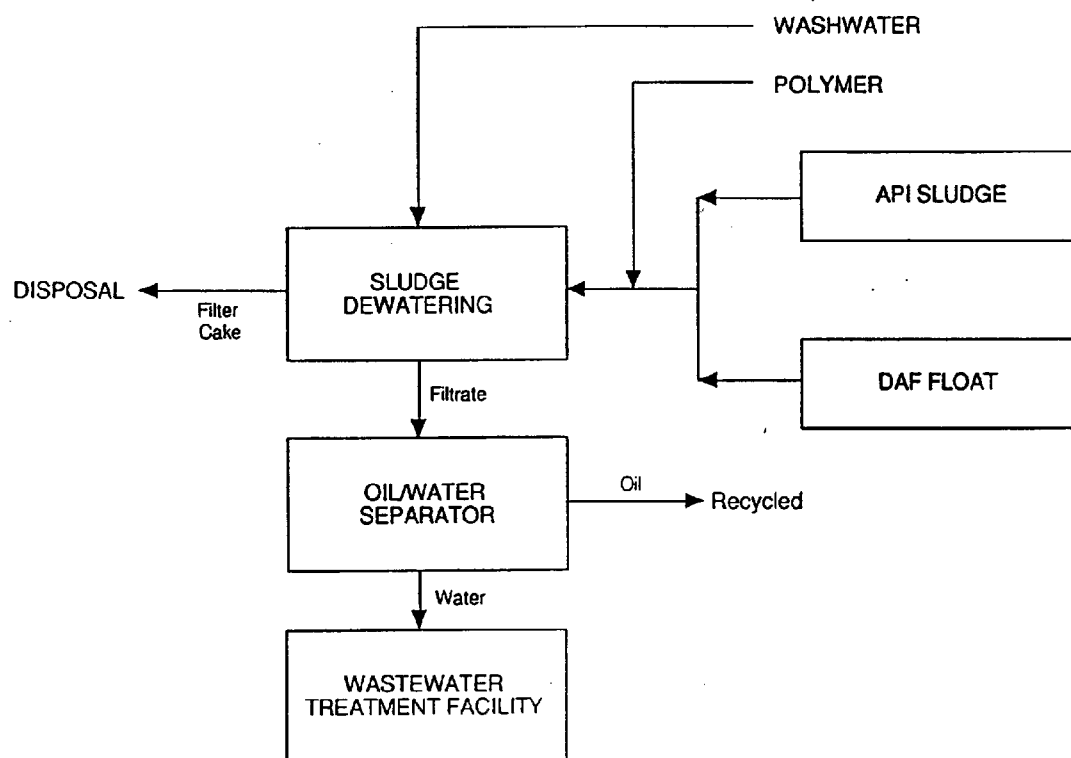 WASHWATER
POLYMER
API SLUDGE
SLUDGE
DEWATERING
DISPOSAL
Filter
Cake
DAF FLOAT
Filtrate
OIL/WATER
SEPARATOR
Oil
Recycled
Water
WASTEWATER
TREATMENT FACILITY